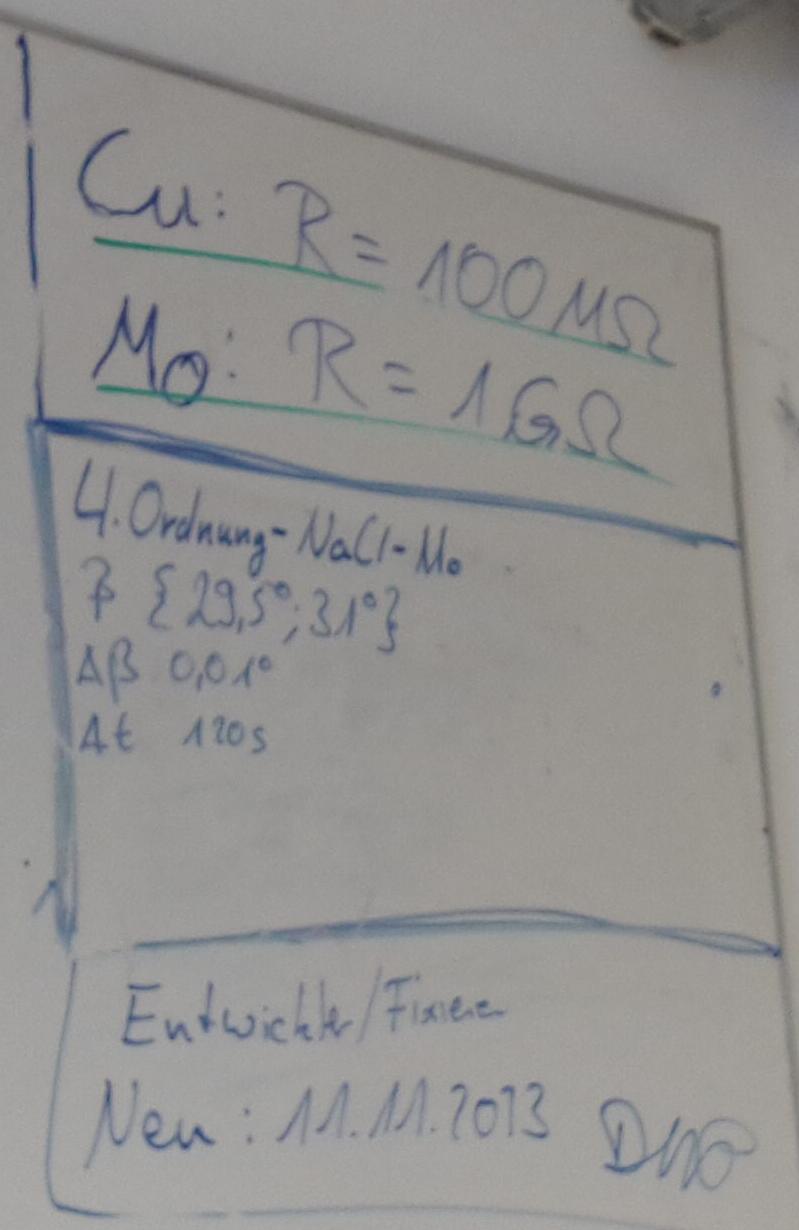 Cu: R = 100 MΩ
Mo: R = 1 GΩ
4. Ordnung - NaCl - Mo
β {29,5°; 31°}
Δβ 0,01°
Δt 120s
Entwickler/Fixierer
Neu: 11.11.2013